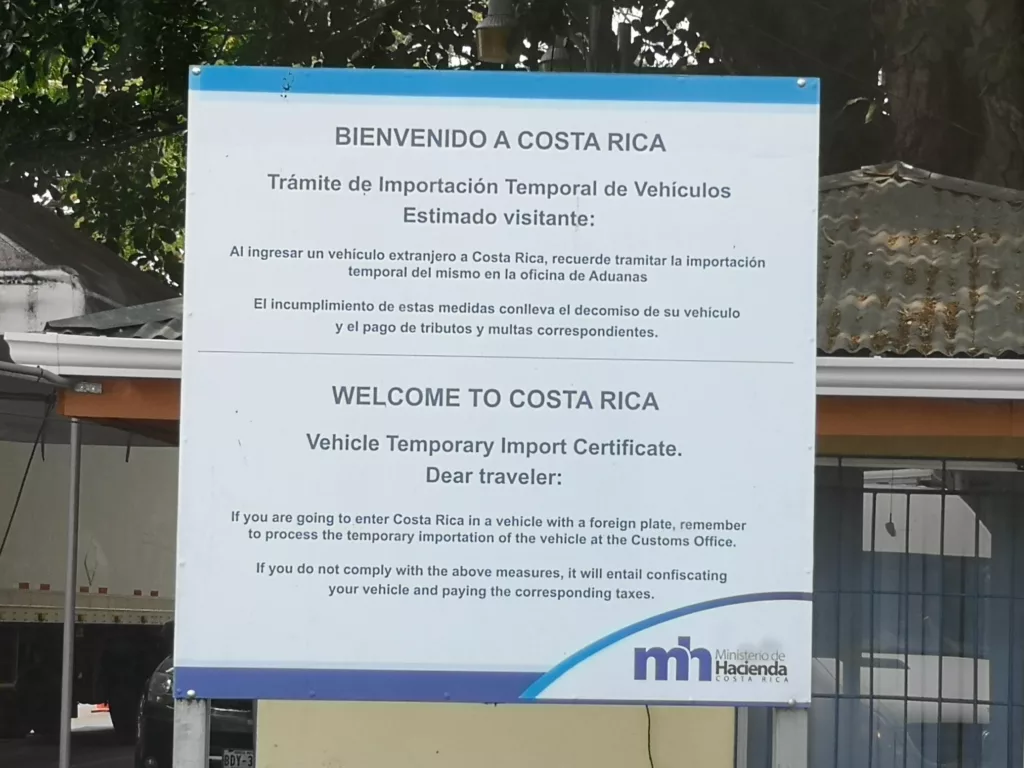 BIENVENIDO A COSTA RICA
Trámite de Importación Temporal de Vehículos
Estimado visitante:
Al ingresar un vehículo extranjero a Costa Rica, recuerde tramitar la importación
temporal del mismo en la oficina de Aduanas
El incumplimiento de estas medidas conlleva el decomiso de su vehículo
y el pago de tributos y multas correspondientes.
WELCOME TO COSTA RICA
Vehicle Temporary Import Certificate.
Dear traveler:
If you are going to enter Costa Rica in a vehicle with a foreign plate, remember
to process the temporary importation of the vehicle at the Customs Office.
If you do not comply with the above measures, it will entail confiscating
your vehicle and paying the corresponding taxes.
mh
Ministerio de
Hacienda
COSTA RICA
BDY-3